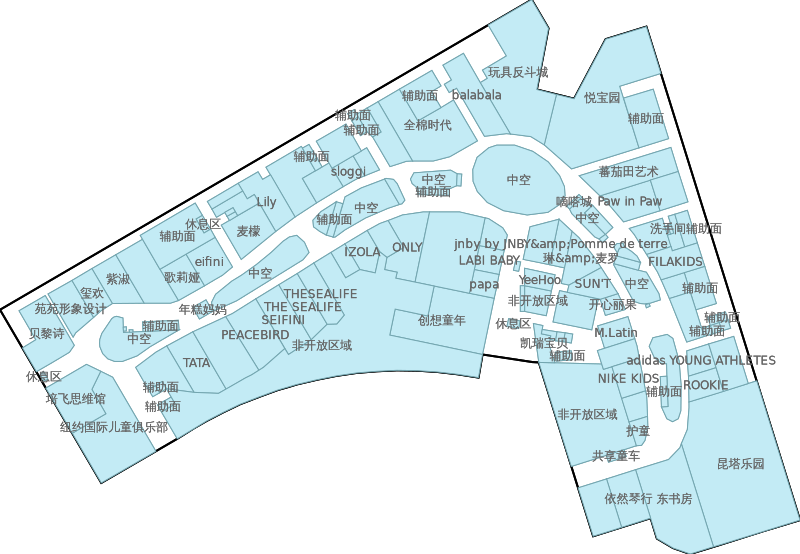 玩具反斗城
balabala
辅助面
悦宝园
辅助面
辅助面
辅助面
全棉时代
辅助面
sloggi
蕃茄田艺术
中空
辅助面
中空
嘀嗒城
Paw in Paw
Lily
中空
辅助面
中空
休息区
麦檬
洗手间辅助面
辅助面
jnby by JNBY&amp;Pomme de terre
IZOLA
ONLY
LABI BABY
琳&amp;麦罗
FILAKIDS
eifini
歌莉娅
中空
紫淑
玺欢
papa
YeeHoo
SUN'T
中空
辅助面
THESEALIFE
非开放区域
开心丽果
苑苑形象设计
年糕妈妈
THE SEALIFE
SEIFINI
创想童年
休息区
辅助面
辅助面
贝黎诗
辅助面
中空
PEACEBIRD
非开放区域
凯瑞宝贝
M.Latin
辅助面
TATA
adidas YOUNG ATHLETES
休息区
NIKE KIDS
ROOKIE
辅助面
辅助面
培飞思维馆
辅助面
非开放区域
护童
纽约国际儿童俱乐部
共享童车
昆塔乐园
依然琴行
东书房